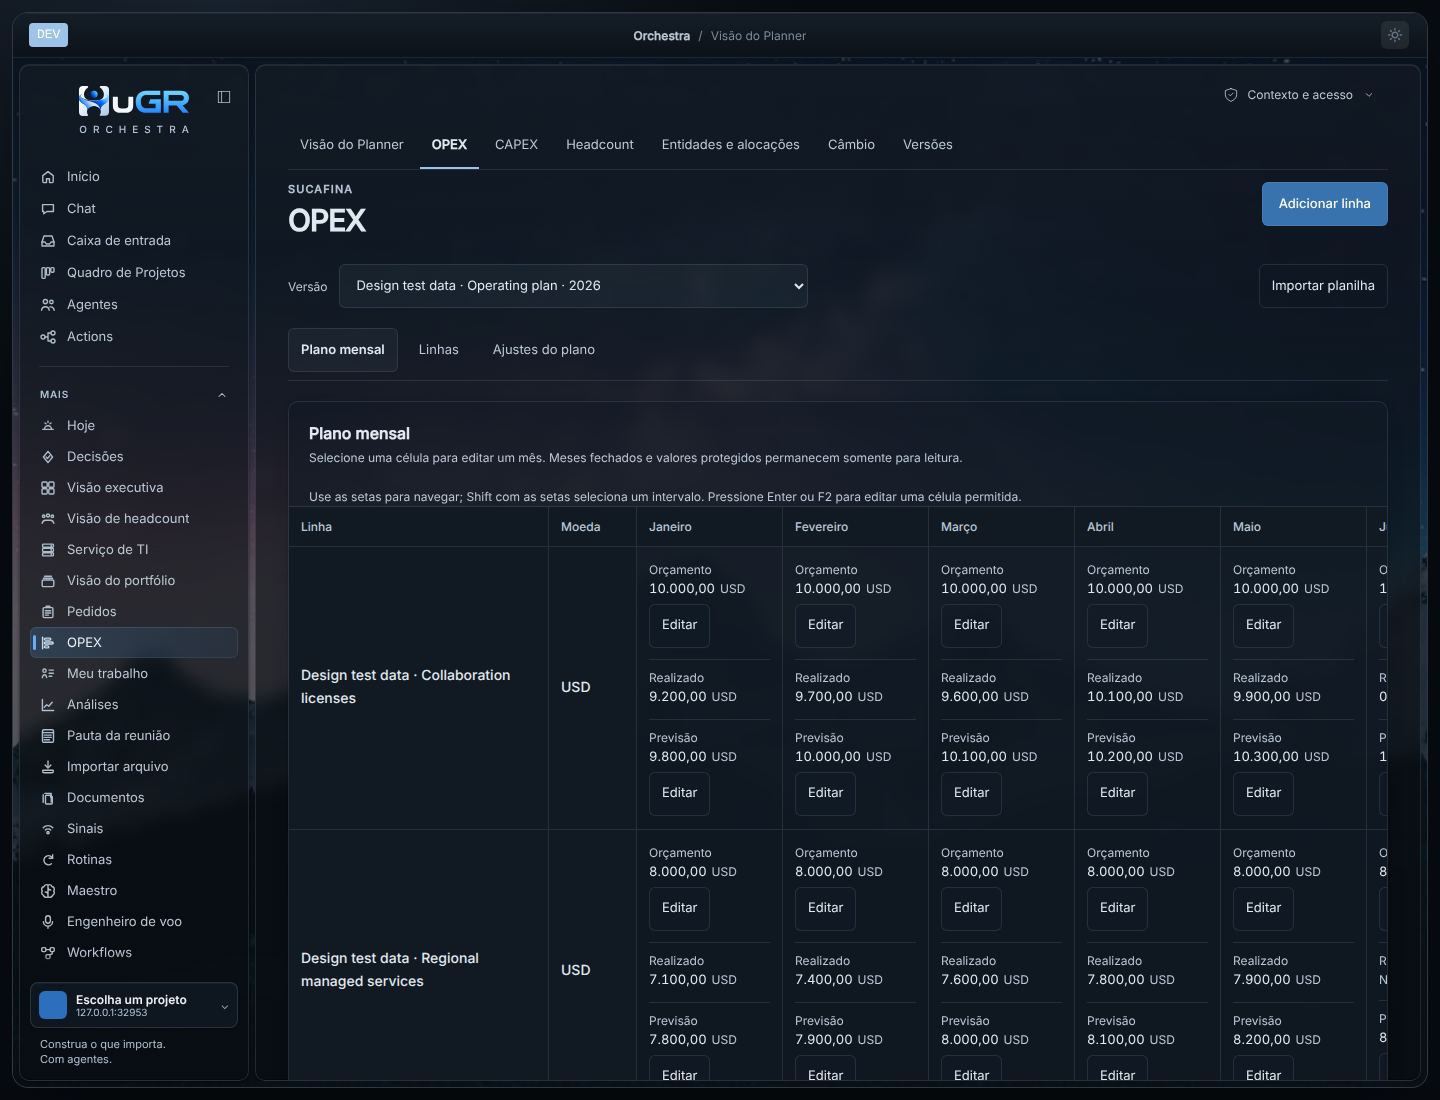 DEV
Orchestra / Visão do Planner
HuGR
ORCHESTRA
Início
Chat
Caixa de entrada
Quadro de Projetos
Agentes
Actions
MAIS
Hoje
Decisões
Visão executiva
Visão de headcount
Serviço de TI
Visão do portfólio
Pedidos
OPEX
Meu trabalho
Análises
Pauta da reunião
Importar arquivo
Documentos
Sinais
Rotinas
Maestro
Engenheiro de voo
Workflows
Escolha um projeto
127.0.0.1:32953
Construa o que importa.
Com agentes.
Contexto e acesso
Visão do Planner OPEX CAPEX Headcount Entidades e alocações Câmbio Versões
SUCAFINA
OPEX
Adicionar linha
Versão Design test data · Operating plan · 2026 Importar planilha
Plano mensal Linhas Ajustes do plano
Plano mensal
Selecione uma célula para editar um mês. Meses fechados e valores protegidos permanecem somente para leitura.
Use as setas para navegar; Shift com as setas seleciona um intervalo. Pressione Enter ou F2 para editar uma célula permitida.
Linha Moeda Janeiro Fevereiro Março Abril Maio
Orçamento Orçamento Orçamento Orçamento Orçamento
10.000,00 USD 10.000,00 USD 10.000,00 USD 10.000,00 USD 10.000,00 USD
Editar Editar Editar Editar Editar
Design test data · Collaboration
licenses
USD
Realizado Realizado Realizado Realizado Realizado
9.200,00 USD 9.700,00 USD 9.600,00 USD 10.100,00 USD 9.900,00 USD
Previsão Previsão Previsão Previsão Previsão
9.800,00 USD 10.000,00 USD 10.100,00 USD 10.200,00 USD 10.300,00 USD
Editar Editar Editar Editar Editar
Orçamento Orçamento Orçamento Orçamento Orçamento
8.000,00 USD 8.000,00 USD 8.000,00 USD 8.000,00 USD 8.000,00 USD
Editar Editar Editar Editar Editar
Design test data · Regional
managed services
USD
Realizado Realizado Realizado Realizado Realizado
7.100,00 USD 7.400,00 USD 7.600,00 USD 7.800,00 USD 7.900,00 USD
Previsão Previsão Previsão Previsão Previsão
7.800,00 USD 7.900,00 USD 8.000,00 USD 8.100,00 USD 8.200,00 USD
Editar Editar Editar Editar Editar